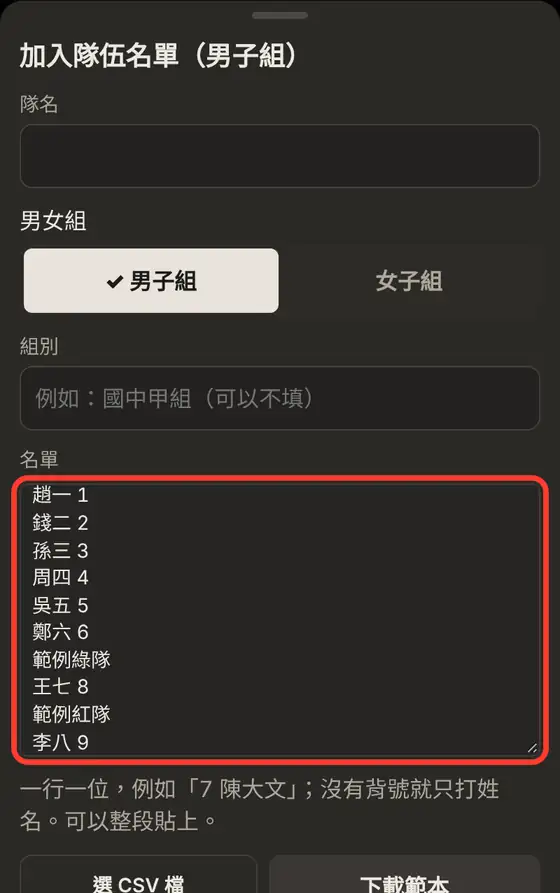 加入隊伍名單（男子組）
隊名
男女組
✓ 男子組
女子組
組別
例如：國中甲組（可以不填）
名單
趙一 1
錢二 2
孫三 3
周四 4
吳五 5
鄭六 6
範例綠隊
王七 8
範例紅隊
李八 9
一行一位，例如「7 陳大文」；沒有背號就只打姓
名。可以整段貼上。
選 CSV 檔
下載範本